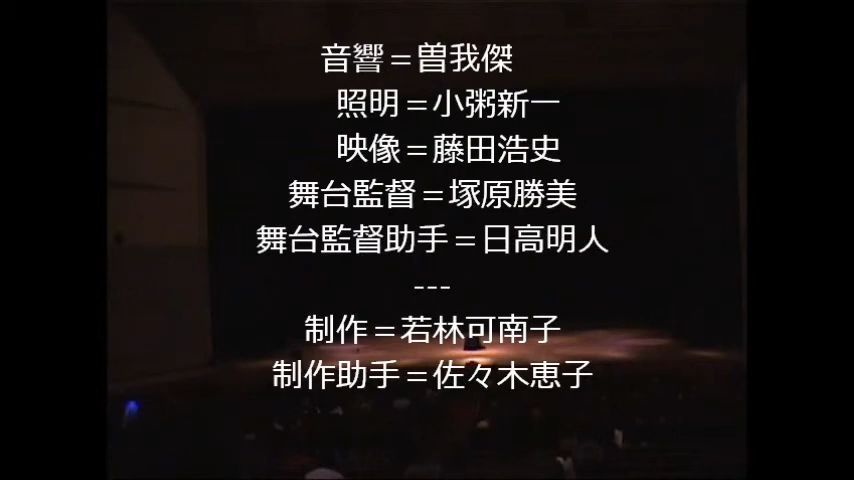 音響＝曽我傑
照明＝小粥新一
映像＝藤田浩史
舞台監督＝塚原勝美
舞台監督助手＝日高明人
---
制作＝若林可南子
制作助手＝佐々木恵子